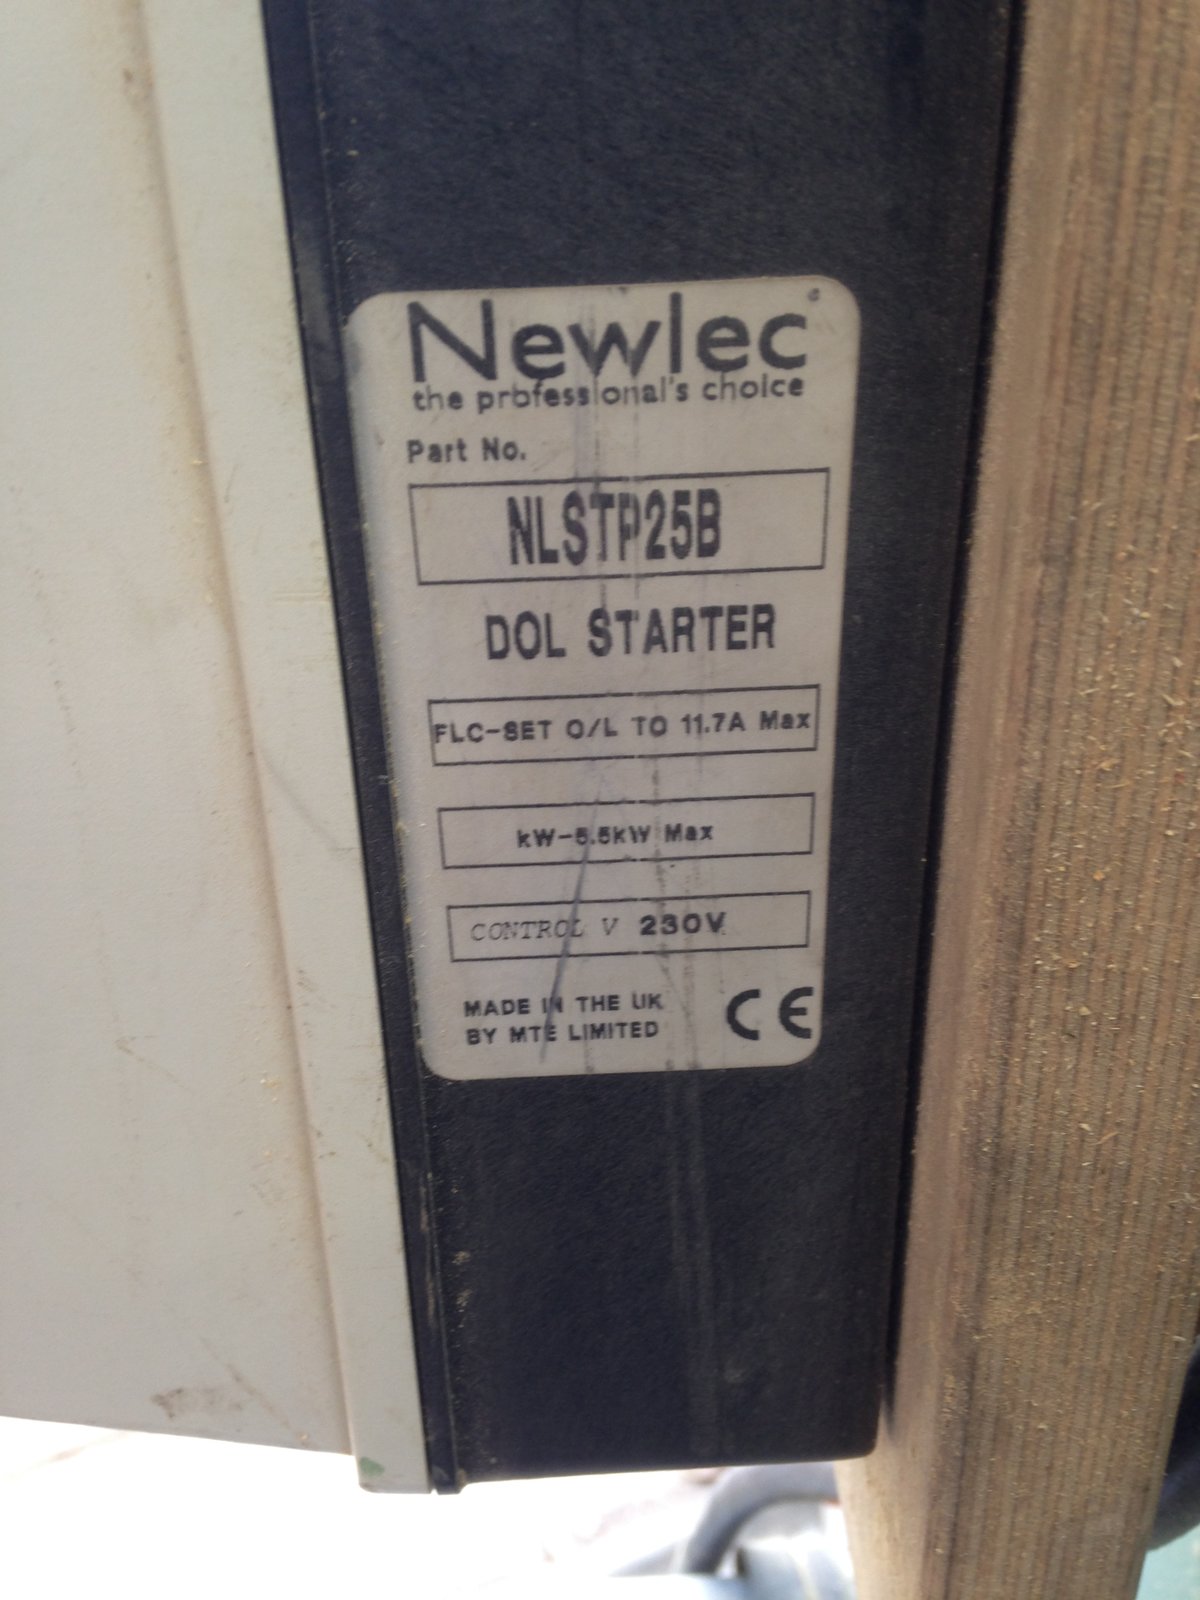 Newlec
the professional's choice
Part No.
NLSTP25B
DOL STARTER
FLC-SET O/L TO 11.7A Max
kW-5.5kW Max
CONTROL V 230V
MADE IN THE UK
BY MTE LIMITED
CE